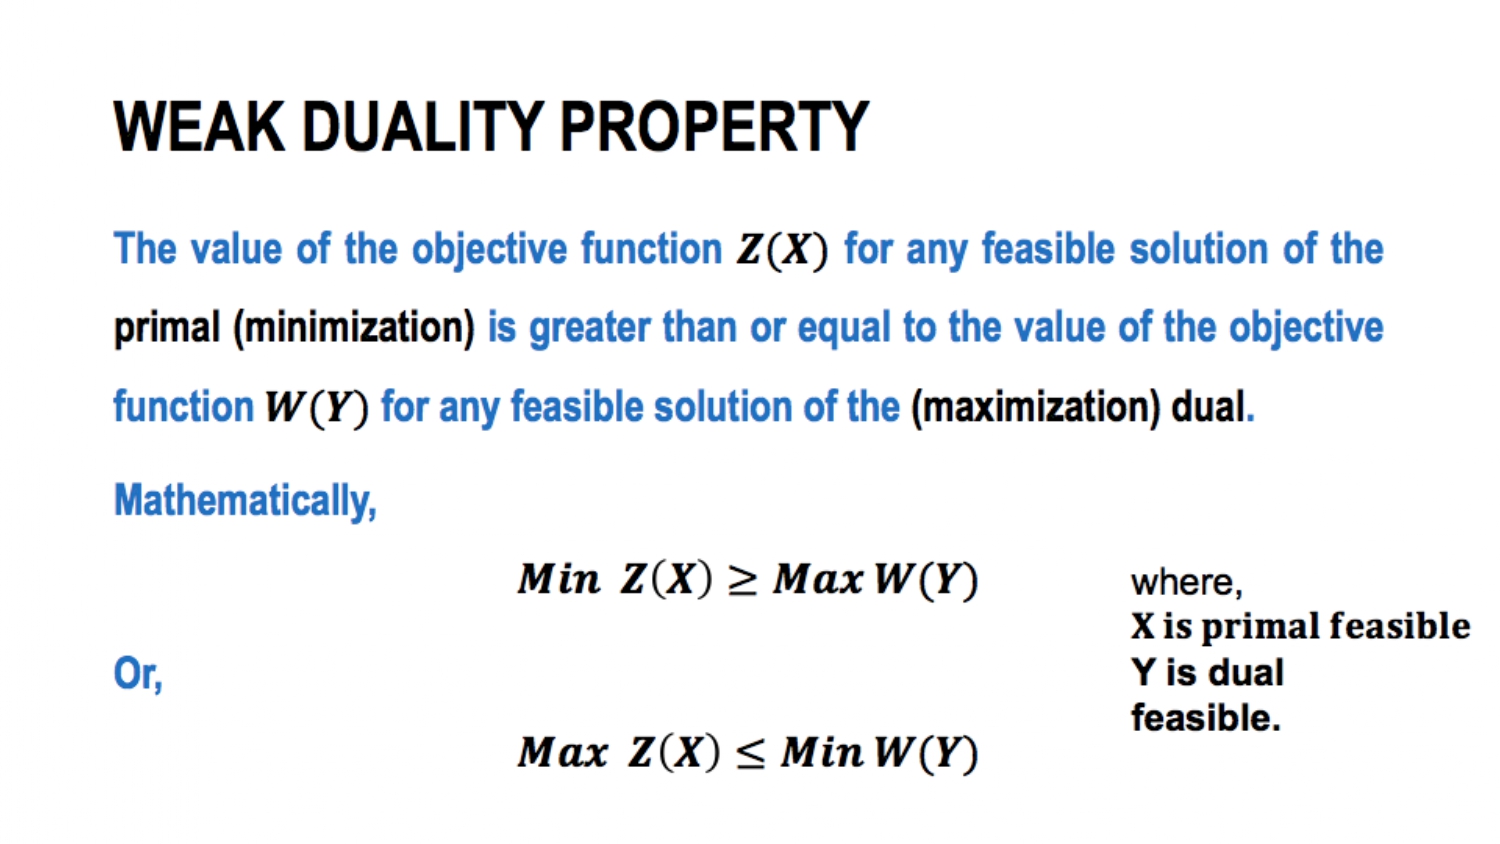 WEAK DUALITY PROPERTY
The value of the objective function Z(X) for any feasible solution of the
primal (minimization) is greater than or equal to the value of the objective
function W(Y) for any feasible solution of the (maximization) dual.
Mathematically,
Min Z(X) ≥ Max W(Y)
where,
X is primal feasible
Y is dual
feasible.
Or,
Max Z(X) ≤ Min W(Y)